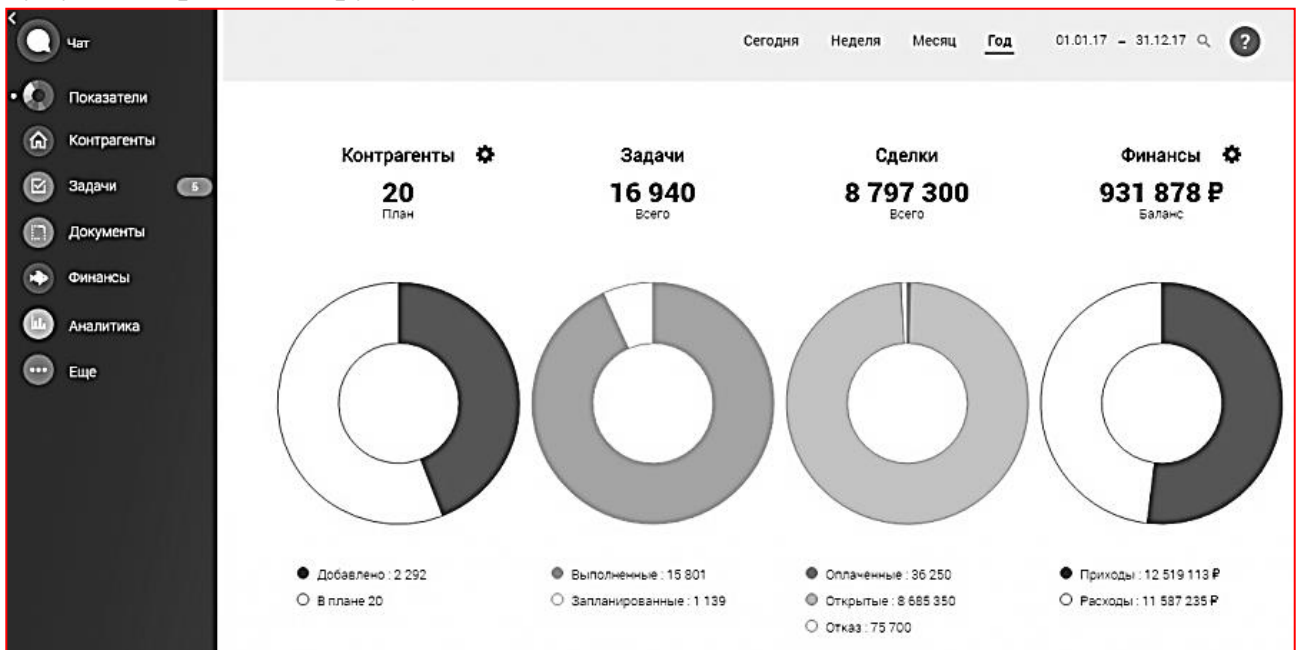 Чат
Показатели
Контрагенты
Задачи 5
Документы
Финансы
Аналитика
Еще
Сегодня Неделя Месяц Год 01.01.17 – 31.12.17 ?
Контрагенты
20
План
Задачи
16 940
Всего
Сделки
8 797 300
Всего
Финансы
931 878 ₽
Баланс
Добавлено : 2 292
В плане 20
Выполненные : 15 801
Запланированные : 1 139
Оплаченные : 36 250
Открытые : 8 685 350
Отказ : 75 700
Приходы : 12 519 113 ₽
Расходы : 11 587 235 ₽